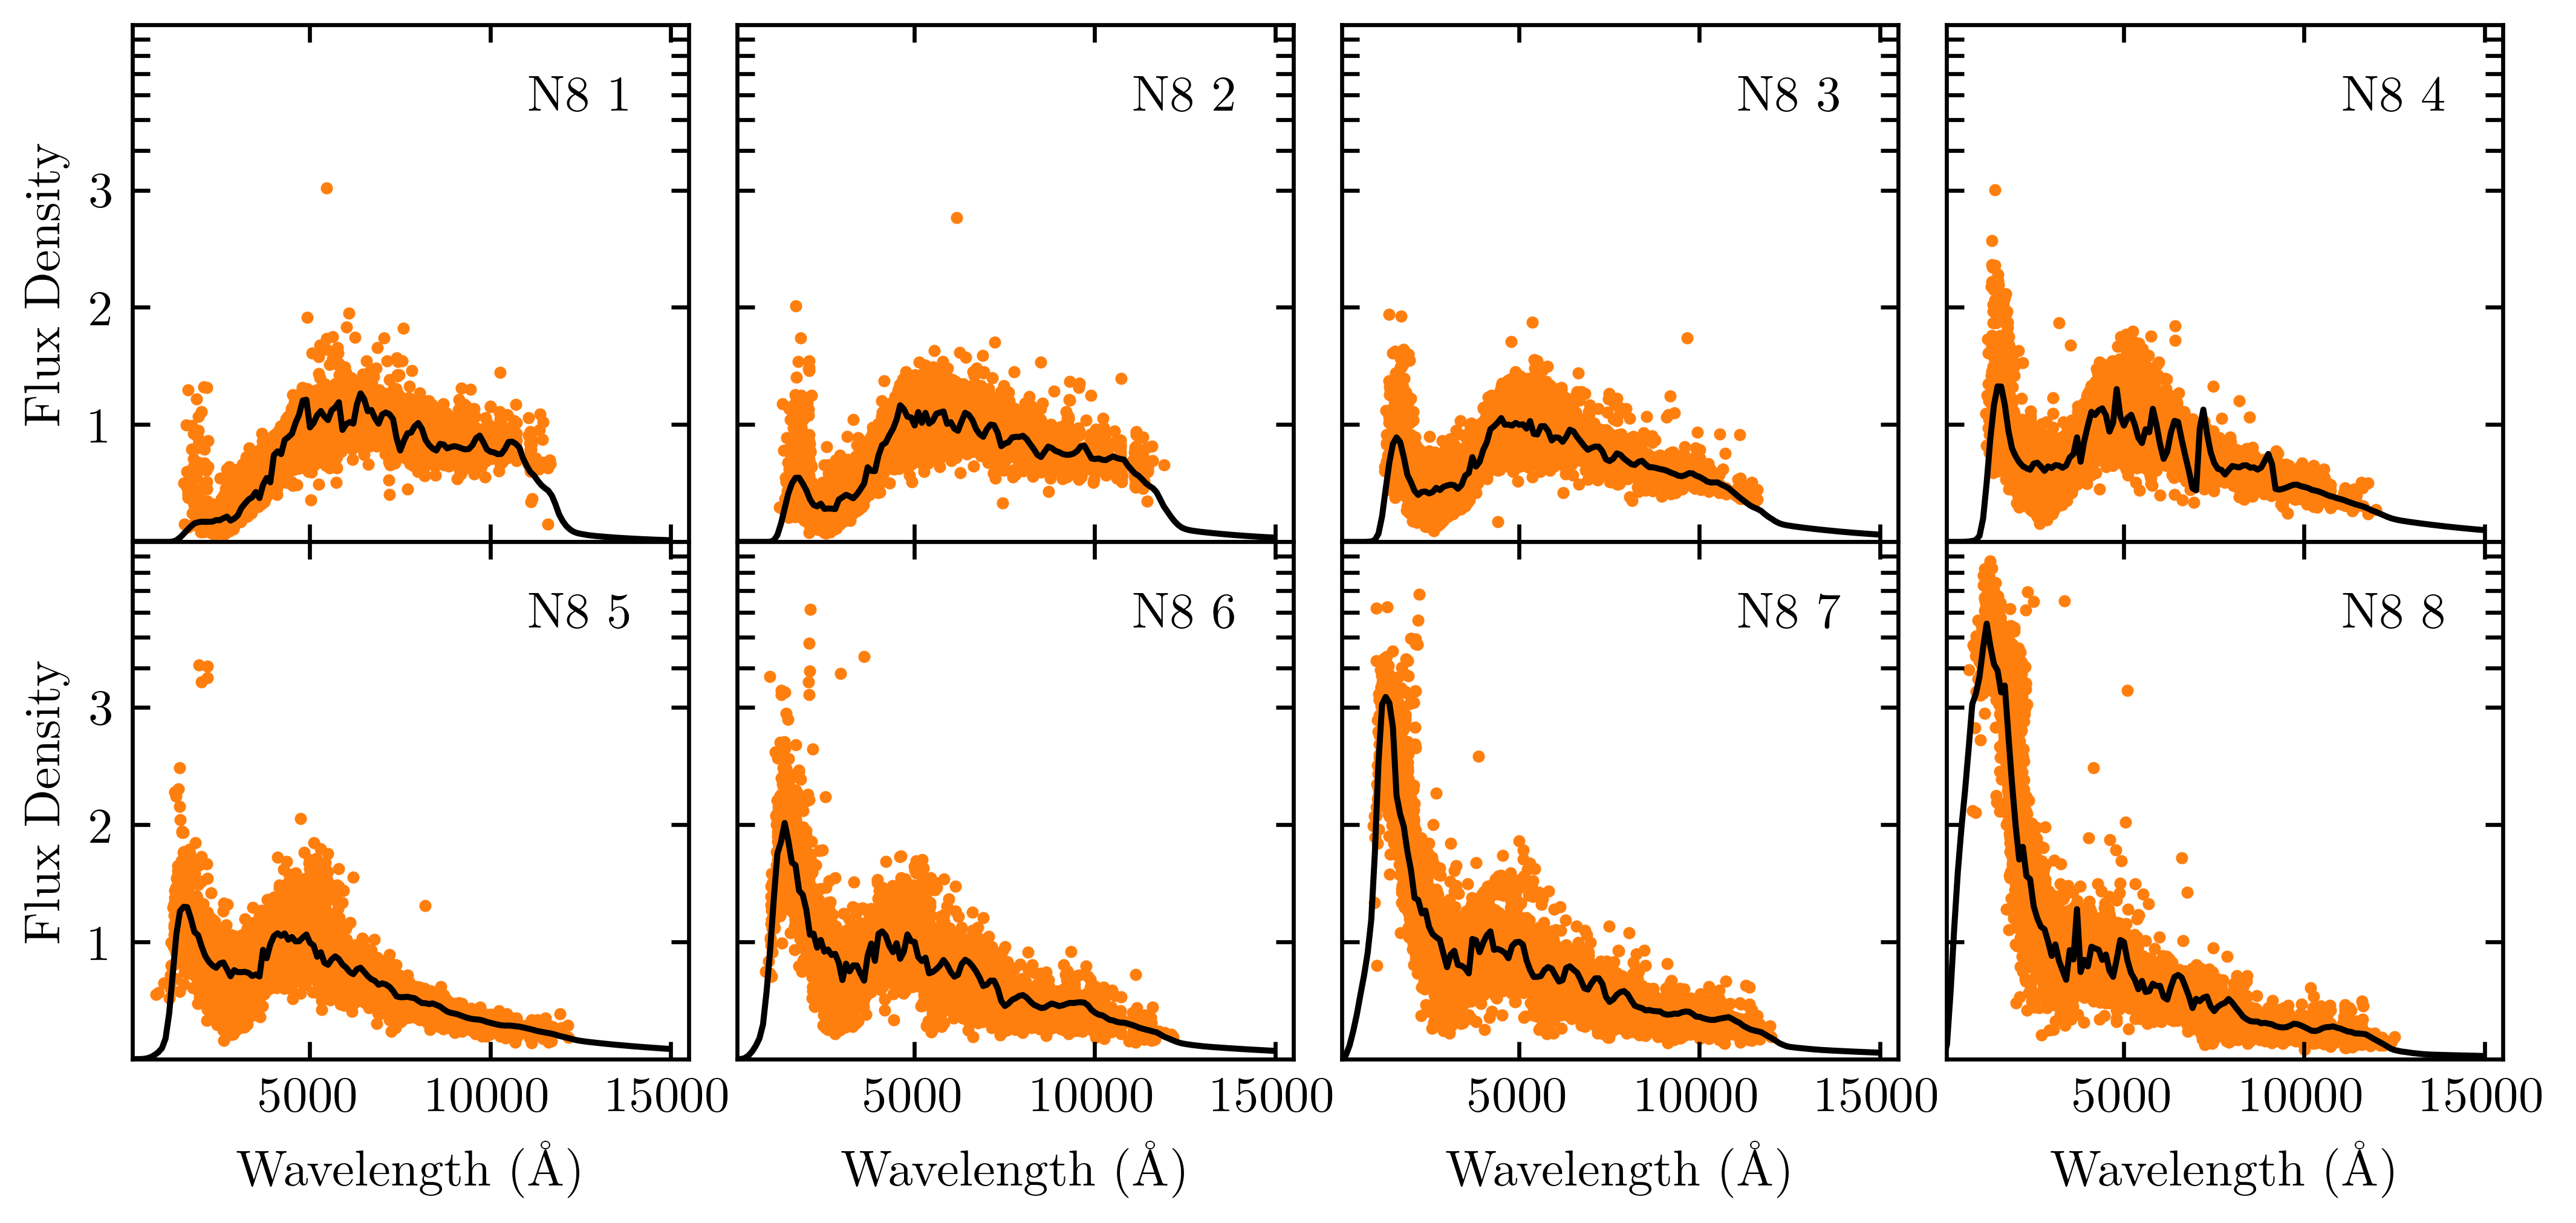 N8 1
N8 2
N8 3
N8 4
Flux Density
3
2
1
N8 5
N8 6
N8 7
N8 8
Flux Density
3
2
1
5000 10000 15000
5000 10000 15000
5000 10000 15000
5000 10000 15000
Wavelength (Å)
Wavelength (Å)
Wavelength (Å)
Wavelength (Å)